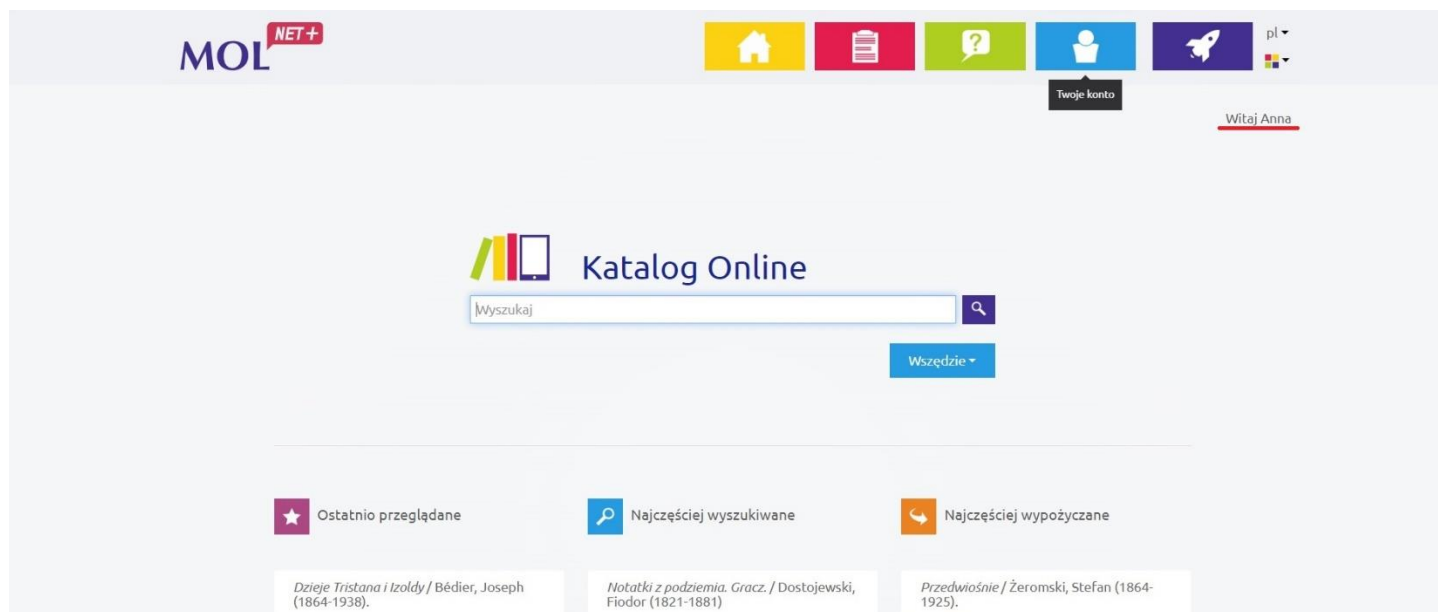 MOL NET+
?
pl
Twoje konto
Witaj Anna
Katalog Online
Wyszukaj
Wszędzie
Ostatnio przeglądane
Najczęściej wyszukiwane
Najczęściej wypożyczane
Dzieje Tristana i Izoldy / Bédier, Joseph
(1864-1938).
Notatki z podziemia. Gracz. / Dostojewski,
Fiodor (1821-1881)
Przedwiośnie / Żeromski, Stefan (1864-
1925).